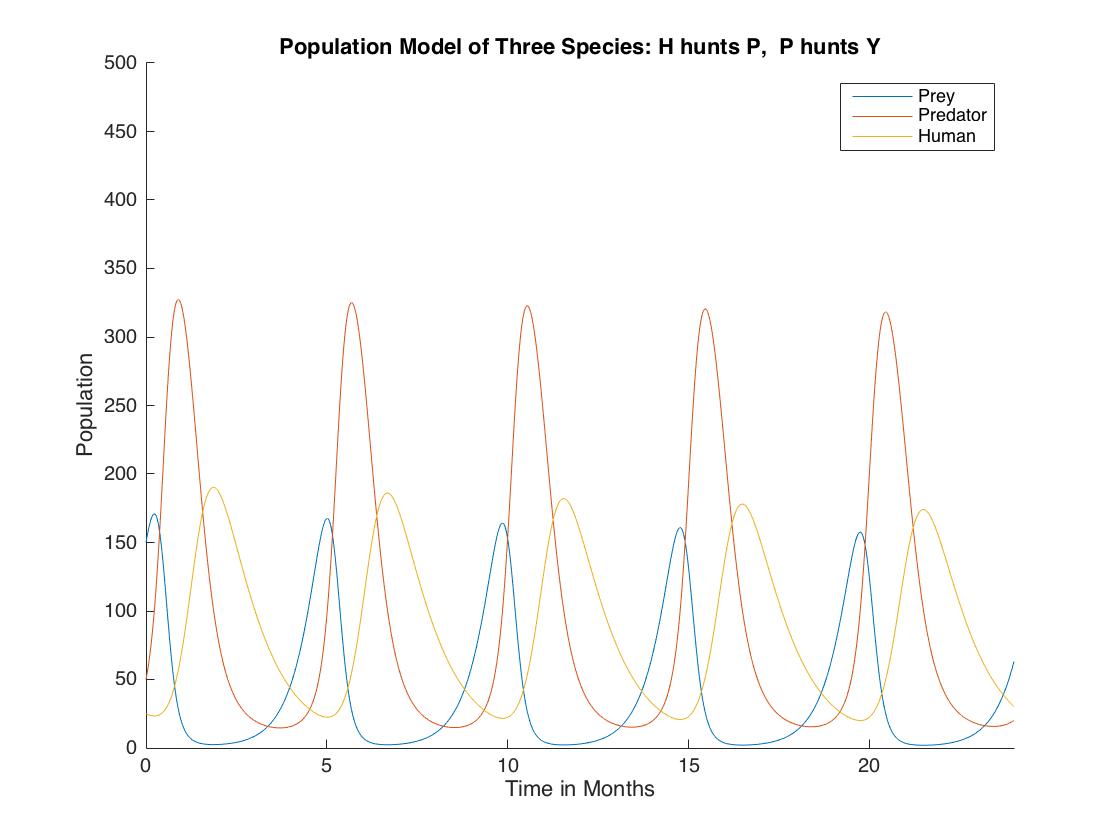 Population Model of Three Species: H hunts P,  P hunts Y
Prey
Predator
Human
500
450
400
350
300
250
200
150
100
50
0
Population
0 5 10 15 20
Time in Months